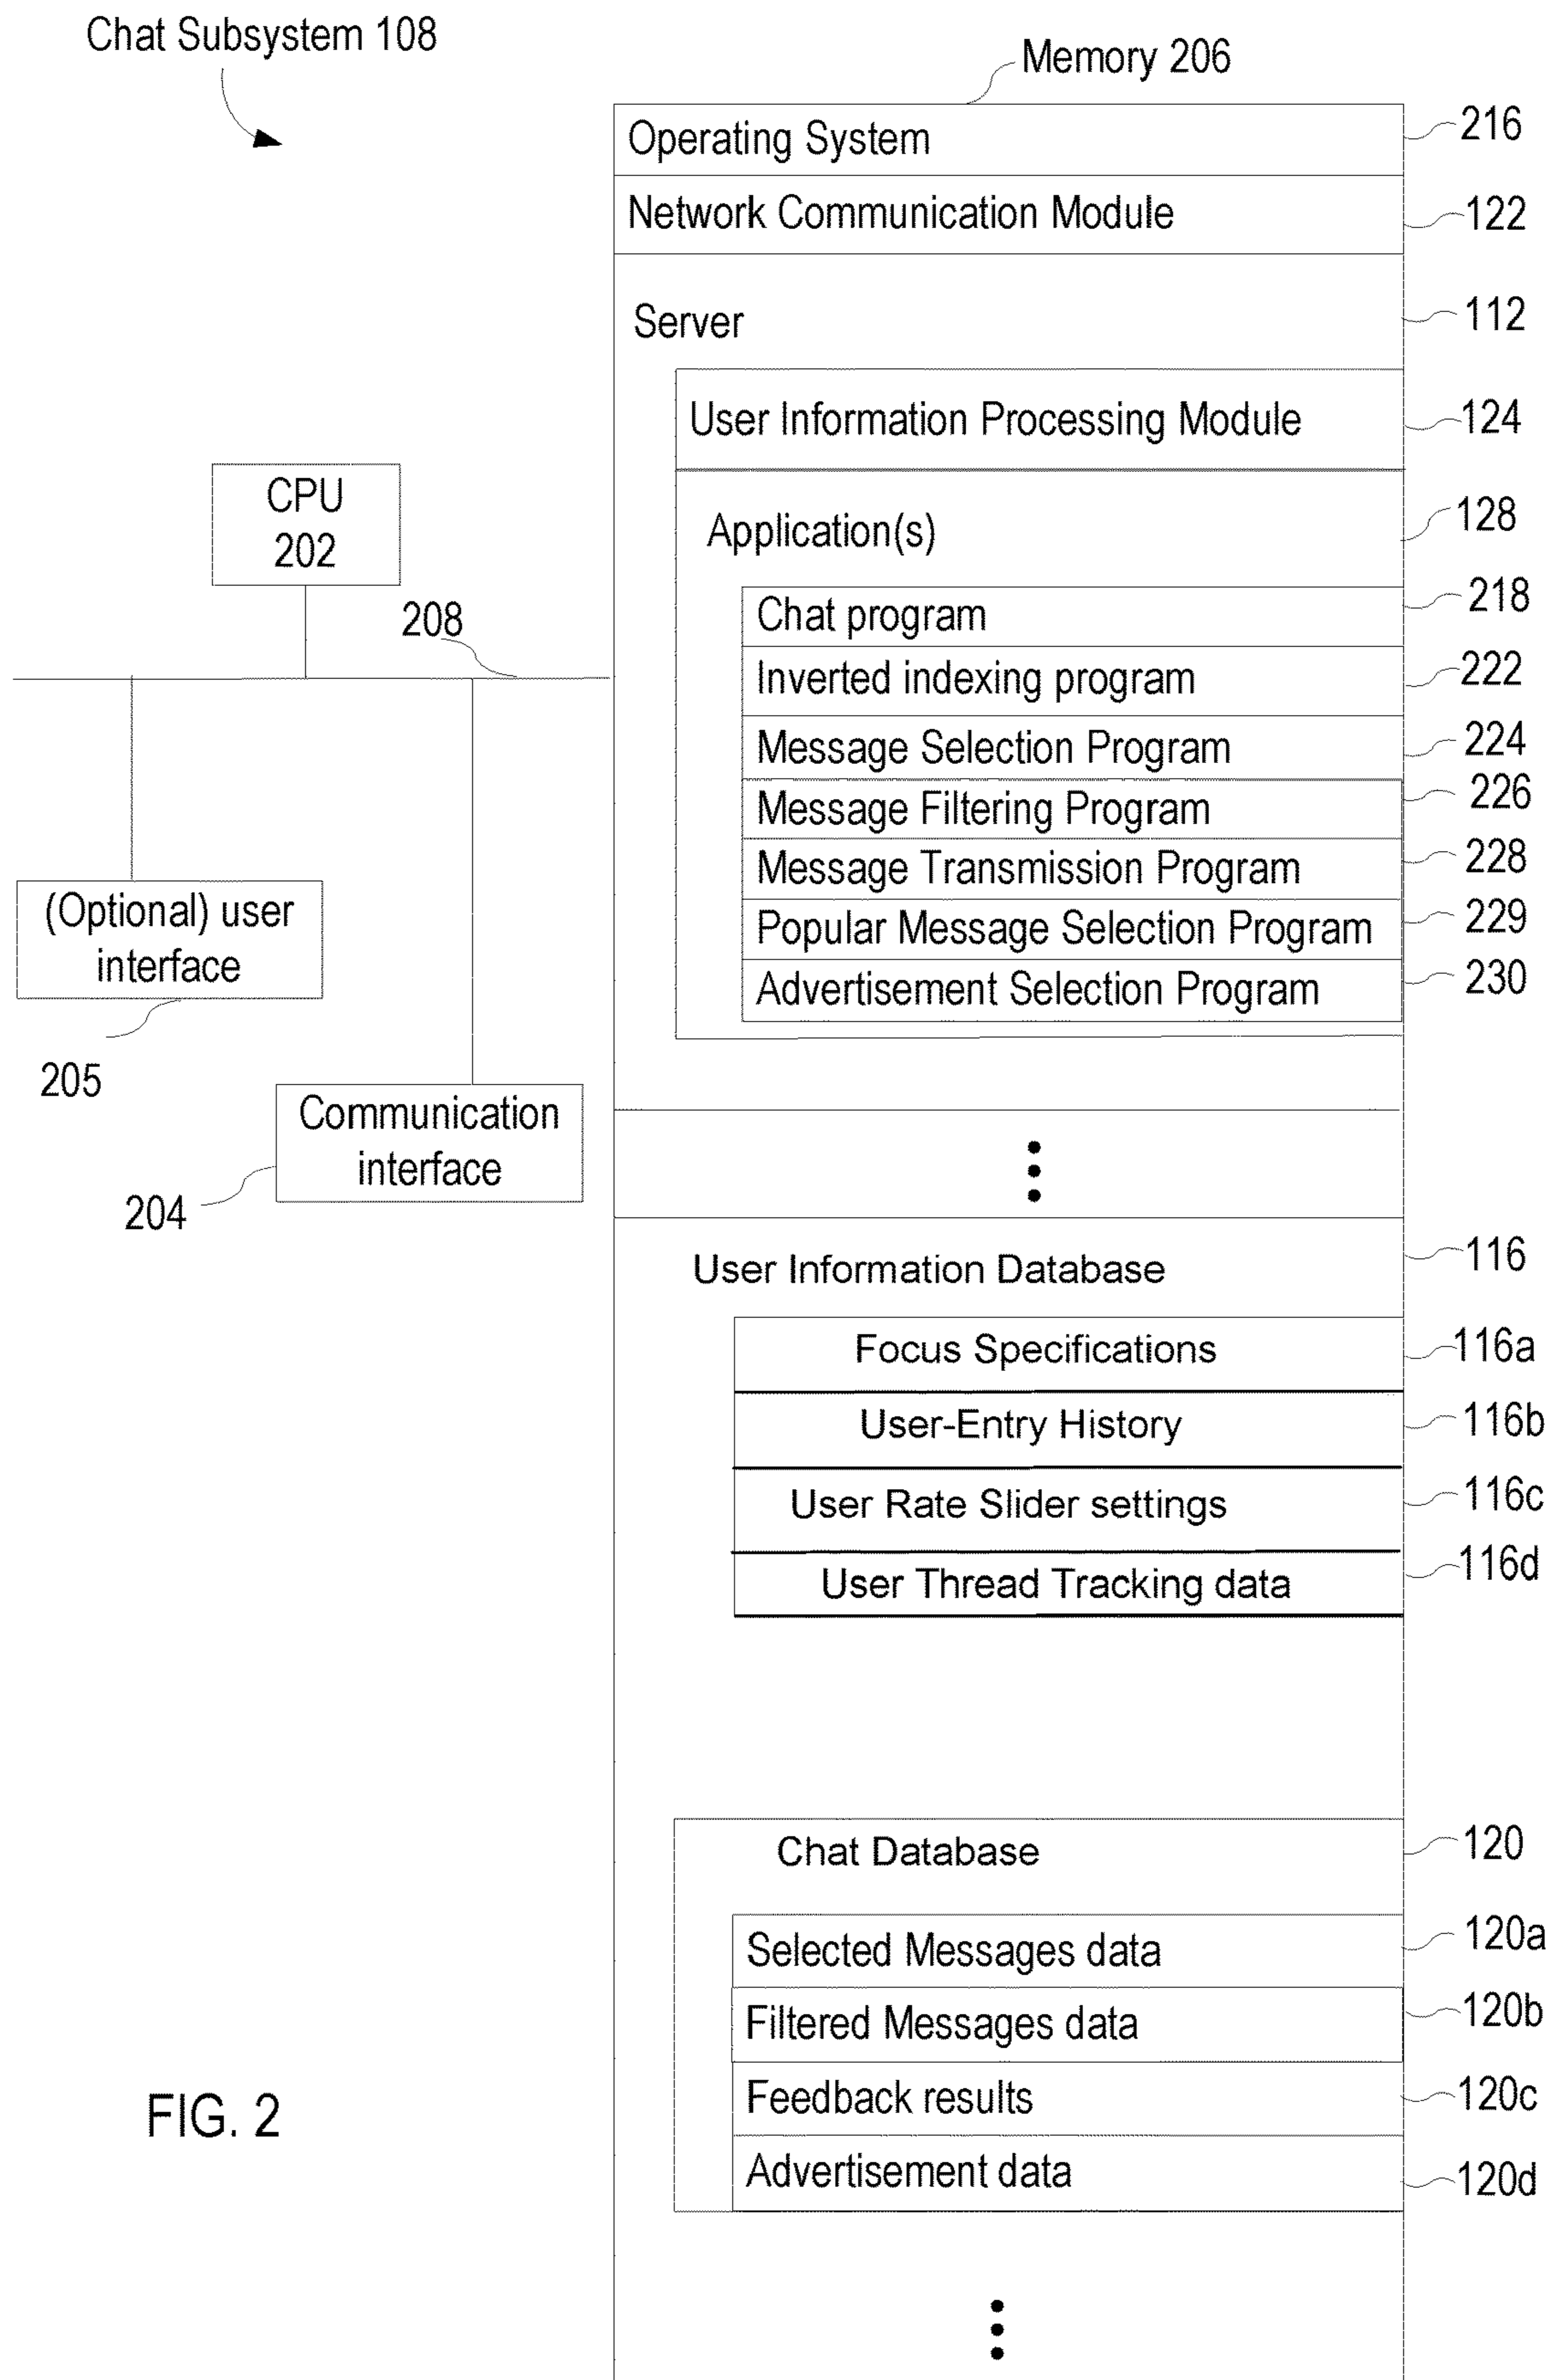 Chat Subsystem 108
Memory 206
Operating System 216
Network Communication Module 122
Server 112
User Information Processing Module 124
CPU
202
Application(s) 128
208
Chat program 218
Inverted indexing program 222
Message Selection Program 224
Message Filtering Program 226
Message Transmission Program 228
(Optional) user
interface
Popular Message Selection Program 229
Advertisement Selection Program 230
205
Communication
interface
204
User Information Database 116
Focus Specifications 116a
User-Entry History 116b
User Rate Slider settings 116c
User Thread Tracking data 116d
Chat Database 120
Selected Messages data 120a
Filtered Messages data 120b
Feedback results 120c
Advertisement data 120d
FIG. 2